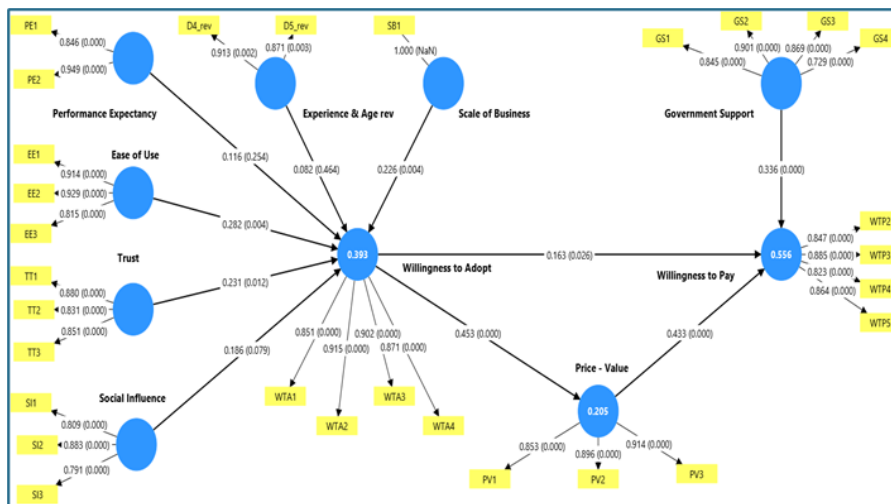 PE1
0.846 (0.000)
0.949 (0.000)
PE2
Performance Expectancy
D4_rev
D5_rev
0.913 (0.002)
0.871 (0.003)
Experience & Age rev
SB1
1.000 (NaN)
Scale of Business
GS1
GS2
GS3
GS4
0.845 (0.000)
0.901 (0.000)
0.869 (0.000)
0.729 (0.000)
Government Support
0.116 (0.254)
0.082 (0.464)
0.226 (0.004)
0.336 (0.000)
Ease of Use
EE1
0.914 (0.000)
EE2
0.929 (0.000)
0.815 (0.000)
EE3
0.282 (0.004)
Trust
TT1
0.880 (0.000)
TT2
0.831 (0.000)
0.851 (0.000)
TT3
0.231 (0.012)
0.393
Willingness to Adopt
0.163 (0.026)
Willingness to Pay
0.556
0.847 (0.000)
WTP2
0.885 (0.000)
WTP3
0.823 (0.000)
WTP4
0.864 (0.000)
WTP5
0.186 (0.079)
0.453 (0.000)
0.433 (0.000)
0.851 (0.000)
0.915 (0.000)
0.902 (0.000)
0.871 (0.000)
WTA1
WTA2
WTA3
WTA4
Social Influence
SI1
0.809 (0.000)
SI2
0.883 (0.000)
0.791 (0.000)
SI3
Price - Value
0.205
0.853 (0.000)
0.896 (0.000)
0.914 (0.000)
PV1
PV2
PV3